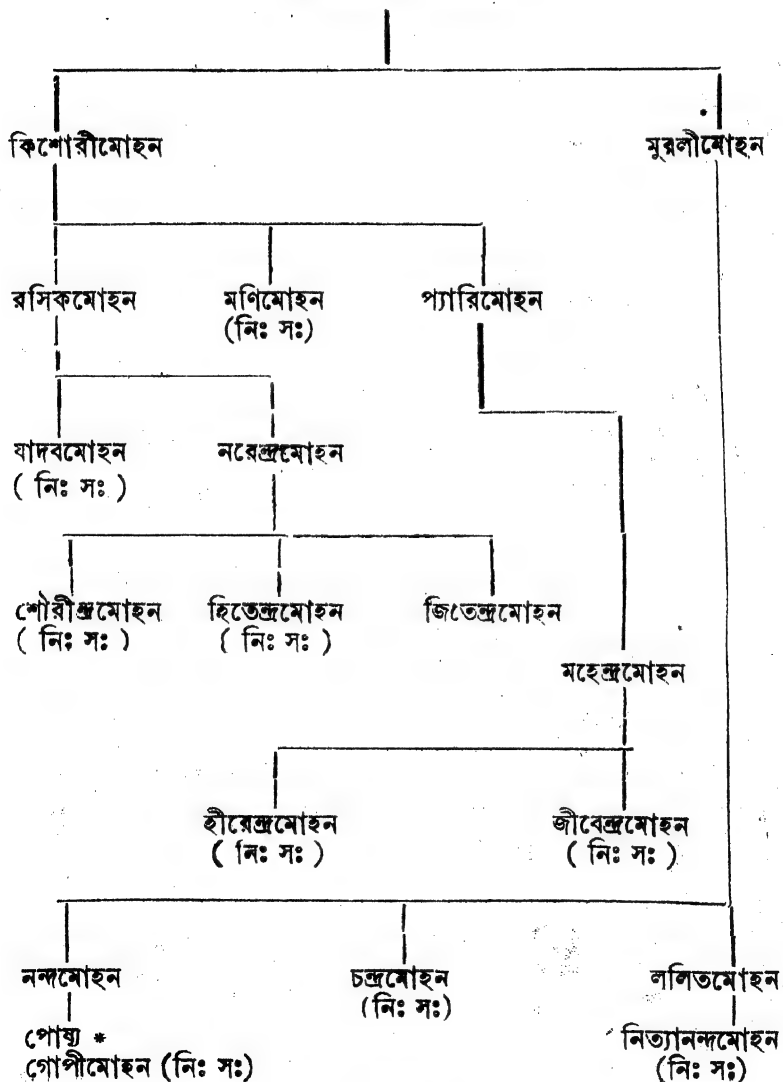 কিশোরীমোহন মুরলীমোহন
রসিকমোহন মণিমোহন প্যারিমোহন
(নিঃ সঃ)
যাদবমোহন নরেন্দ্রমোহন
( নিঃ সঃ )
শৌরীন্দ্রমোহন হিতেন্দ্রমোহন জিতেন্দ্রমোহন
( নিঃ সঃ ) ( নিঃ সঃ )
মহেন্দ্রমোহন
হীরেন্দ্রমোহন জীবেন্দ্রমোহন
( নিঃ সঃ ) ( নিঃ সঃ )
নন্দমোহন চন্দ্রমোহন ললিতমোহন
(নিঃ সঃ)
পোষ্য * নিত্যানন্দমোহন
গোপীমোহন (নিঃ সঃ) (নিঃ সঃ)